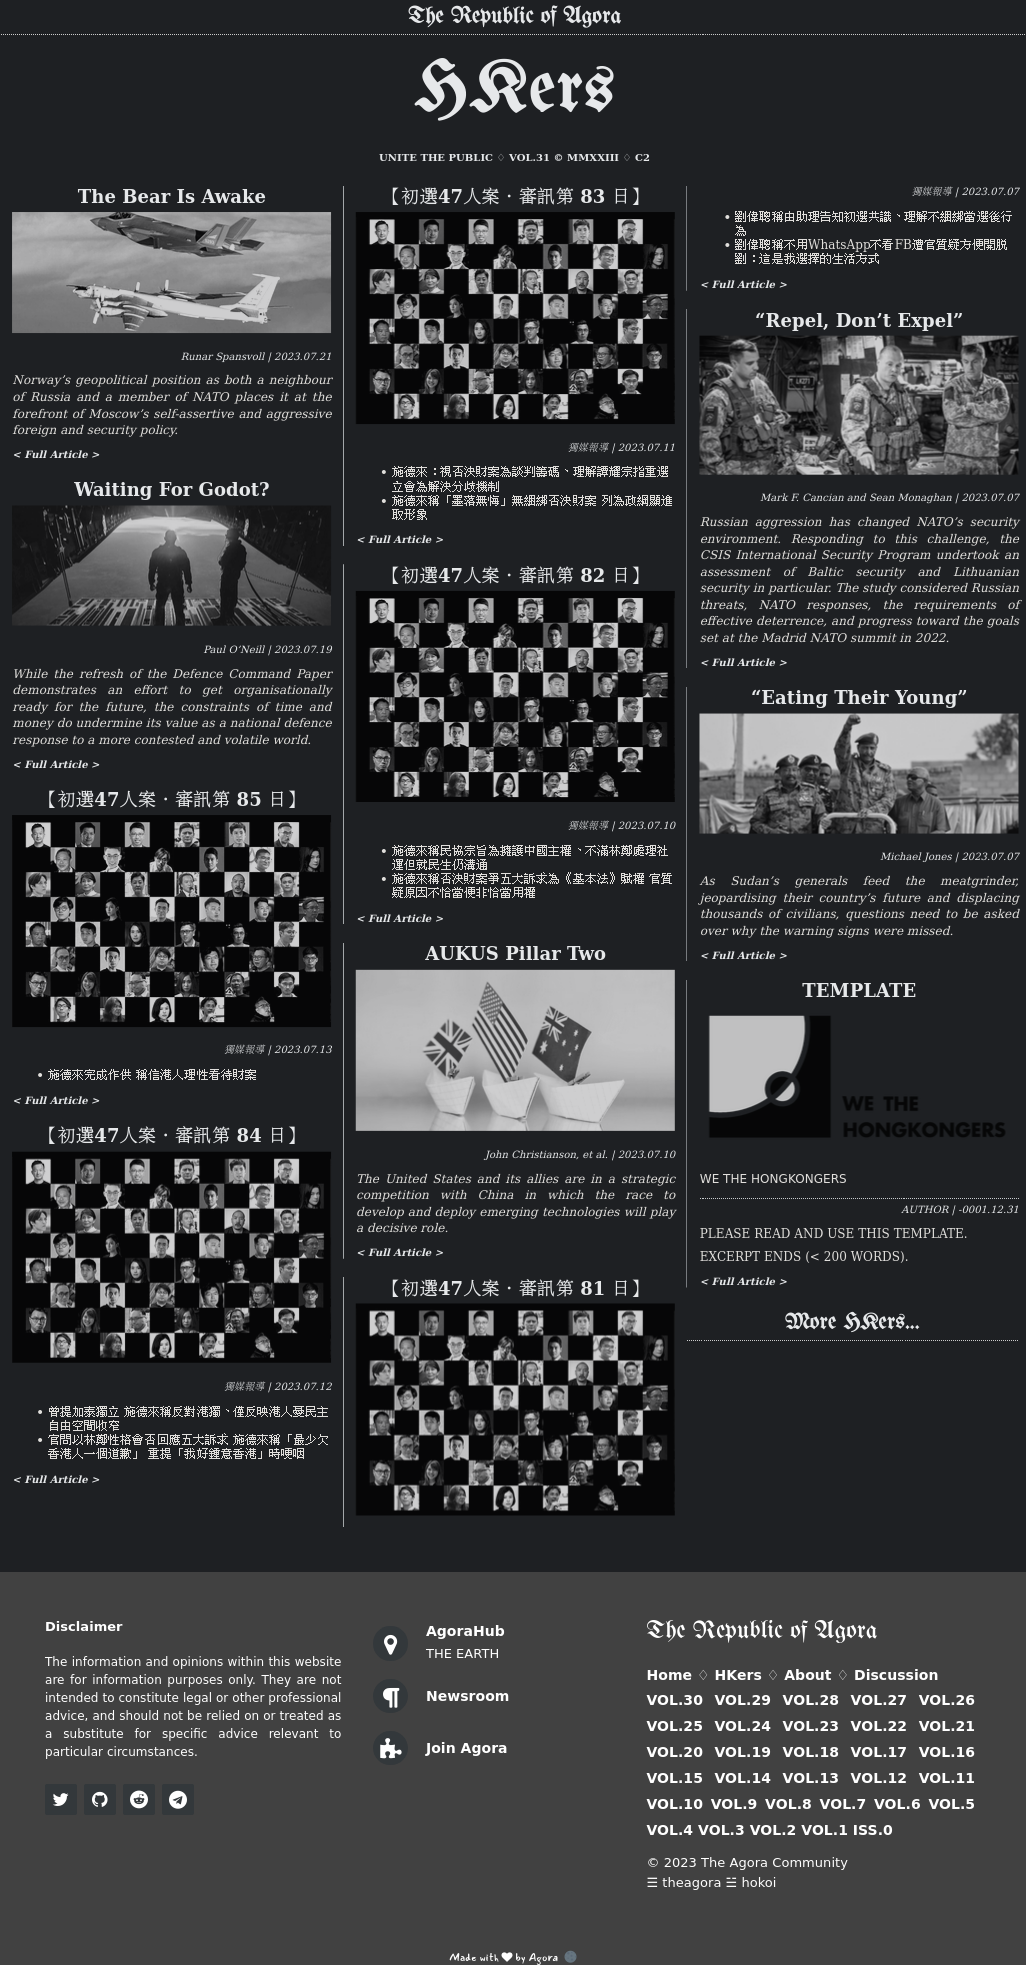 The Republic of Agora
HKers
UNITE THE PUBLIC ♢ VOL.31 © MMXXIII ♢ C2
The Bear Is Awake
Runar Spansvoll | 2023.07.21
Norway’s geopolitical position as both a neighbour
of Russia and a member of NATO places it at the
forefront of Moscow’s self-assertive and aggressive
foreign and security policy.
< Full Article >
Waiting For Godot?
Paul O’Neill | 2023.07.19
While the refresh of the Defence Command Paper
demonstrates an effort to get organisationally
ready for the future, the constraints of time and
money do undermine its value as a national defence
response to a more contested and volatile world.
< Full Article >
【初選47人案・審訊第 85 日】
獨媒報導 | 2023.07.13
• 施德來完成作供 稱信港人理性看待財案
< Full Article >
【初選47人案・審訊第 84 日】
獨媒報導 | 2023.07.12
• 曾提加泰獨立 施德來稱反對港獨、僅反映港人憂民主
自由空間收窄
• 官問以林鄭性格會否回應五大訴求 施德來稱「最少欠
香港人一個道歉」 重提「我好鍾意香港」時哽咽
< Full Article >
【初選47人案・審訊第 83 日】
獨媒報導 | 2023.07.11
• 施德來：視否決財案為談判籌碼、理解譚耀宗指重選
立會為解決分歧機制
• 施德來稱「墨落無悔」無綑綁否決財案 列為政綱顯進
取形象
< Full Article >
【初選47人案・審訊第 82 日】
獨媒報導 | 2023.07.10
• 施德來稱民協宗旨為擁護中國主權、不滿林鄭處理社
運但就民生仍溝通
• 施德來稱否決財案爭五大訴求為《基本法》賦權 官質
疑原因不恰當便非恰當用權
< Full Article >
AUKUS Pillar Two
John Christianson, et al. | 2023.07.10
The United States and its allies are in a strategic
competition with China in which the race to
develop and deploy emerging technologies will play
a decisive role.
< Full Article >
【初選47人案・審訊第 81 日】
獨媒報導 | 2023.07.07
• 劉偉聰稱由助理告知初選共識、理解不綑綁當選後行
為
• 劉偉聰稱不用WhatsApp不看FB遭官質疑方便開脱
劉：這是我選擇的生活方式
< Full Article >
“Repel, Don’t Expel”
Mark F. Cancian and Sean Monaghan | 2023.07.07
Russian aggression has changed NATO’s security
environment. Responding to this challenge, the
CSIS International Security Program undertook an
assessment of Baltic security and Lithuanian
security in particular. The study considered Russian
threats, NATO responses, the requirements of
effective deterrence, and progress toward the goals
set at the Madrid NATO summit in 2022.
< Full Article >
“Eating Their Young”
Michael Jones | 2023.07.07
As Sudan’s generals feed the meatgrinder,
jeopardising their country’s future and displacing
thousands of civilians, questions need to be asked
over why the warning signs were missed.
< Full Article >
TEMPLATE
WE THE
HONGKONGERS
WE THE HONGKONGERS
AUTHOR | -0001.12.31
PLEASE READ AND USE THIS TEMPLATE.
EXCERPT ENDS (< 200 WORDS).
< Full Article >
More HKers...
Disclaimer
The information and opinions within this website
are for information purposes only. They are not
intended to constitute legal or other professional
advice, and should not be relied on or treated as
a substitute for specific advice relevant to
particular circumstances.
AgoraHub
THE EARTH
Newsroom
Join Agora
The Republic of Agora
Home ♢ HKers ♢ About ♢ Discussion
VOL.30 VOL.29 VOL.28 VOL.27 VOL.26
VOL.25 VOL.24 VOL.23 VOL.22 VOL.21
VOL.20 VOL.19 VOL.18 VOL.17 VOL.16
VOL.15 VOL.14 VOL.13 VOL.12 VOL.11
VOL.10 VOL.9 VOL.8 VOL.7 VOL.6 VOL.5
VOL.4 VOL.3 VOL.2 VOL.1 ISS.0
© 2023 The Agora Community
☰ theagora ☱ hokoi
Made with ❤ by Agora